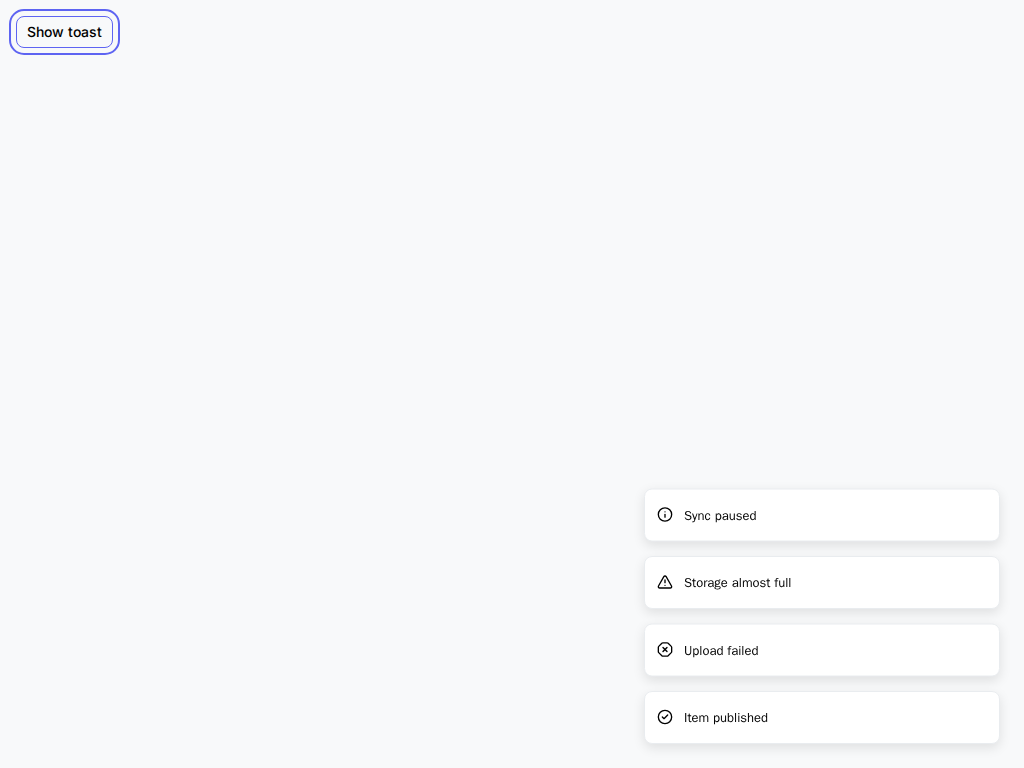 Show toast
Sync paused
Storage almost full
Upload failed
Item published